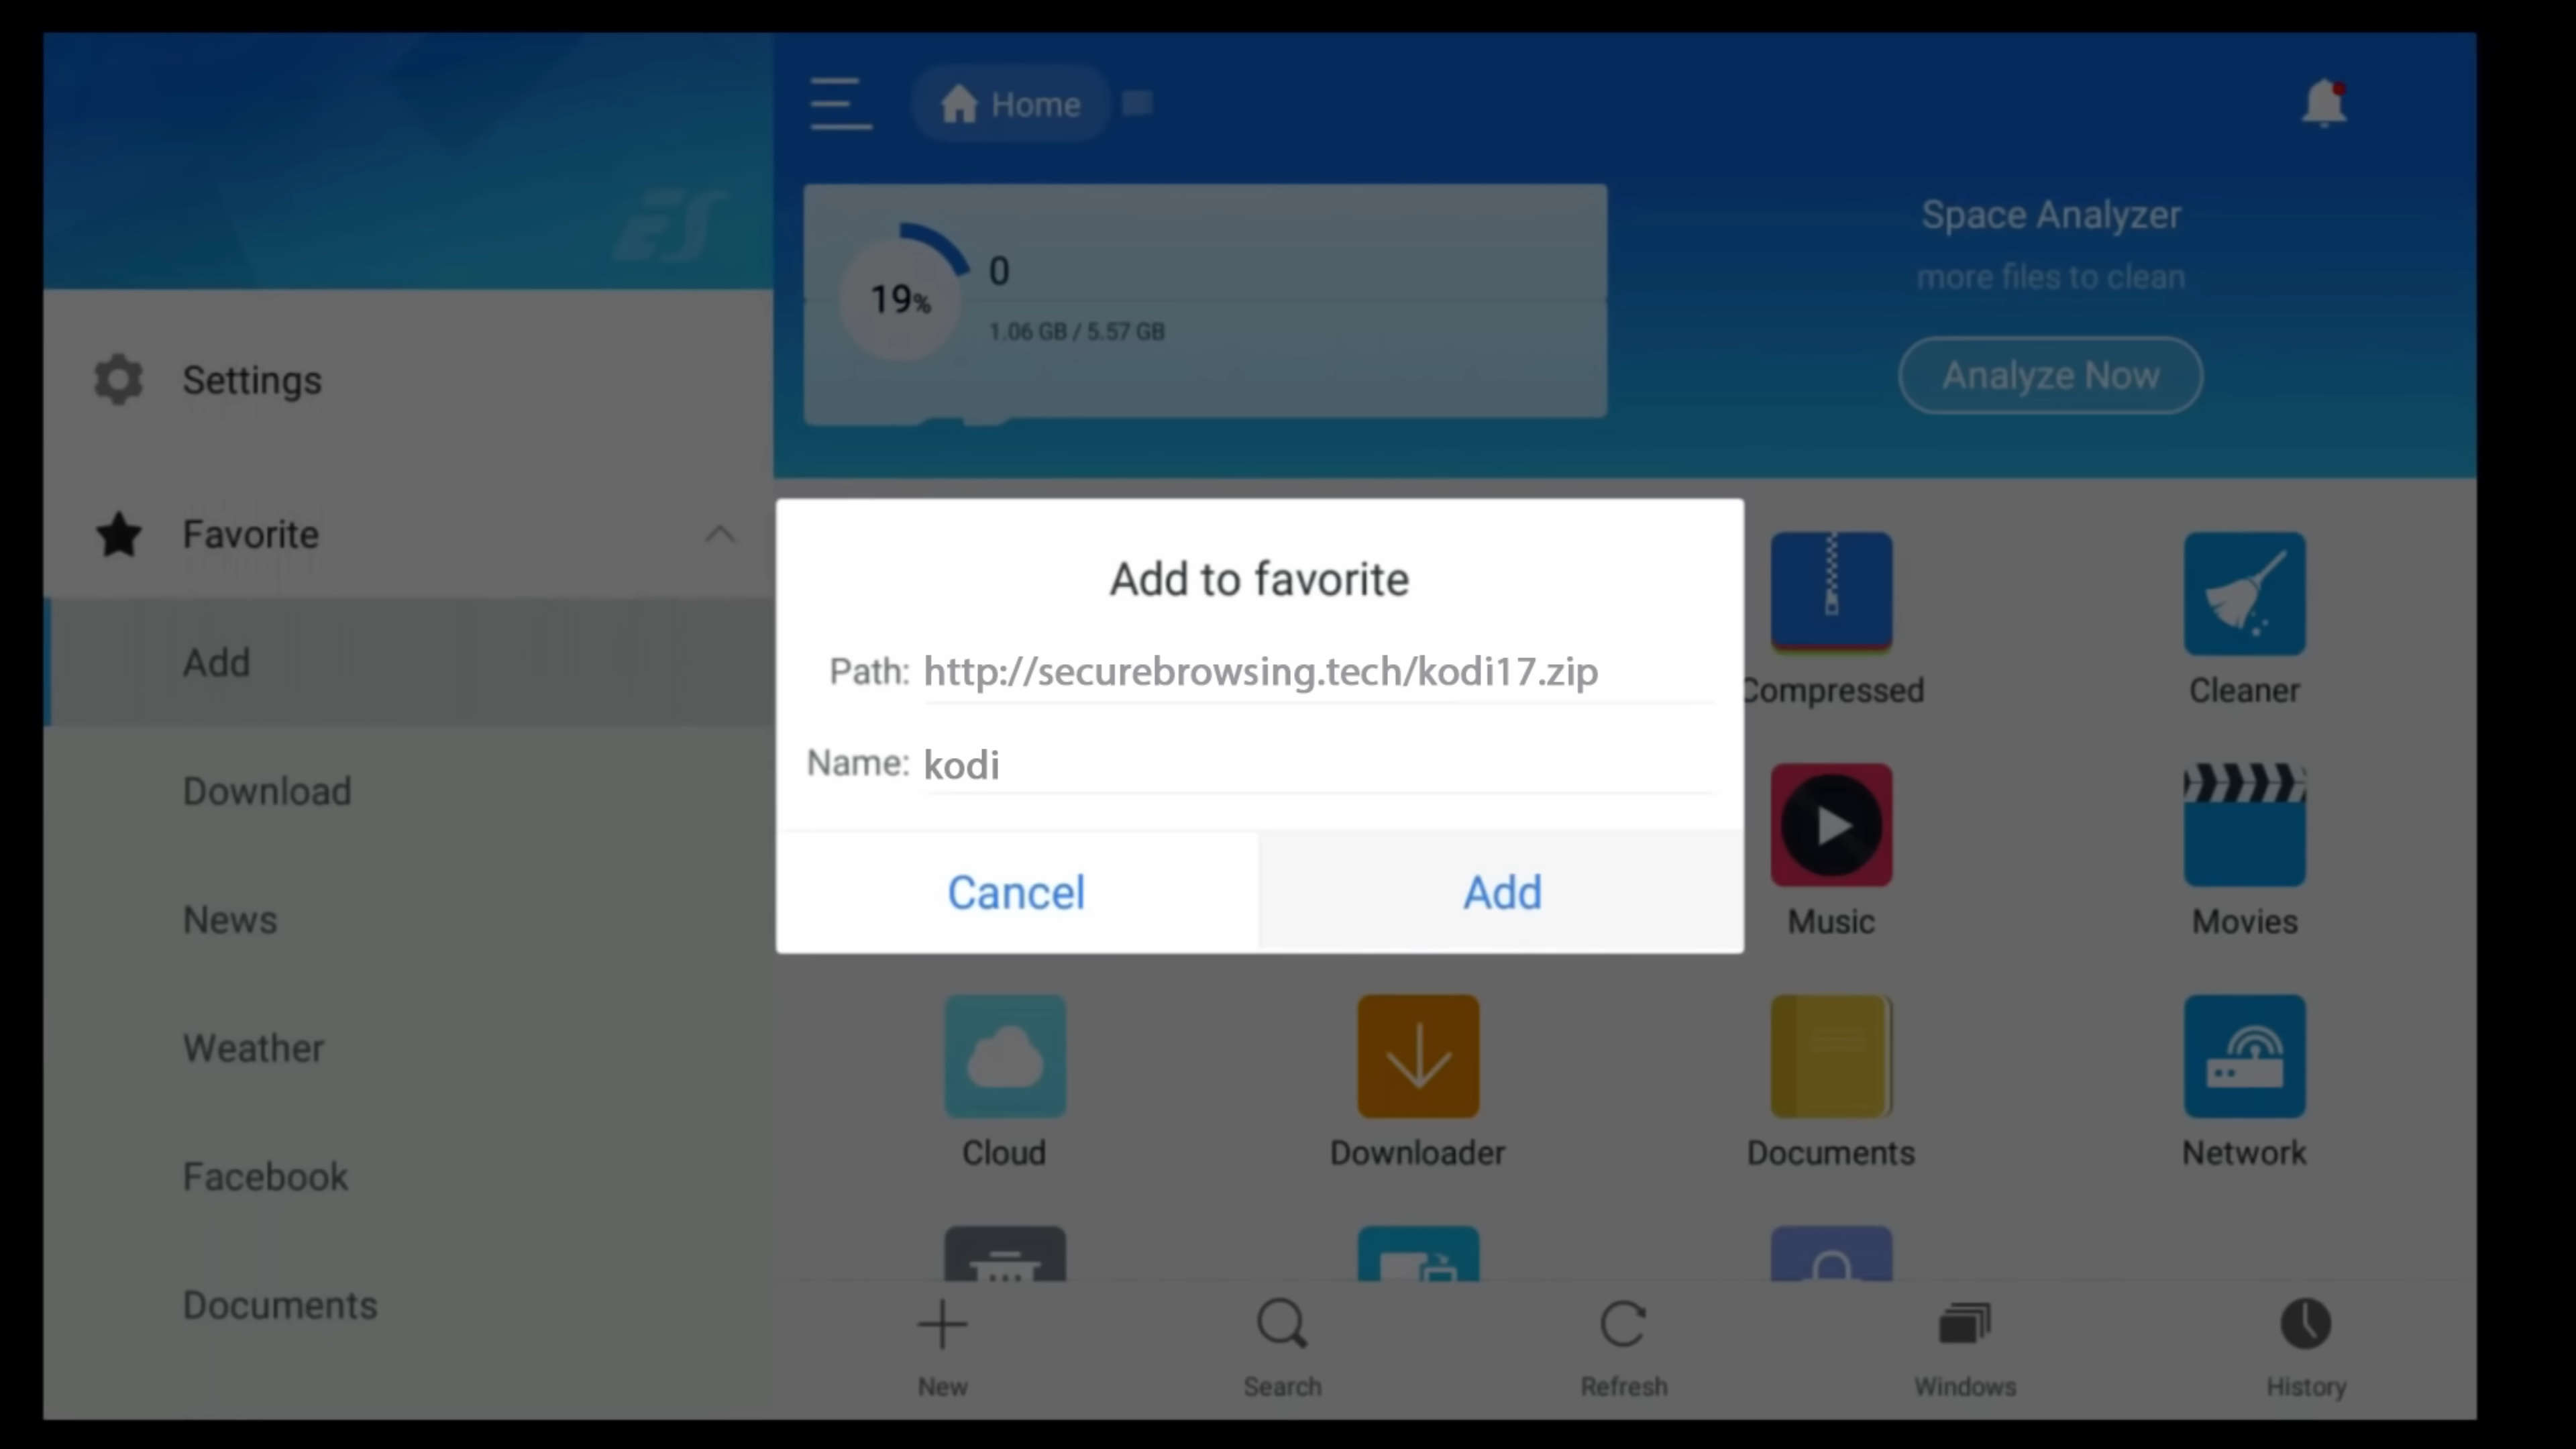 Home
ES
0
19%
1.06 GB / 5.57 GB
Space Analyzer
more files to clean
Analyze Now
Settings
Favorite
Add
Download
News
Weather
Facebook
Documents
Add to favorite
Path: http://securebrowsing.tech/kodi17.zip
Name: kodi
Cancel
Add
Compressed
Cleaner
Music
Movies
Cloud
Downloader
Documents
Network
New
Search
Refresh
Windows
History